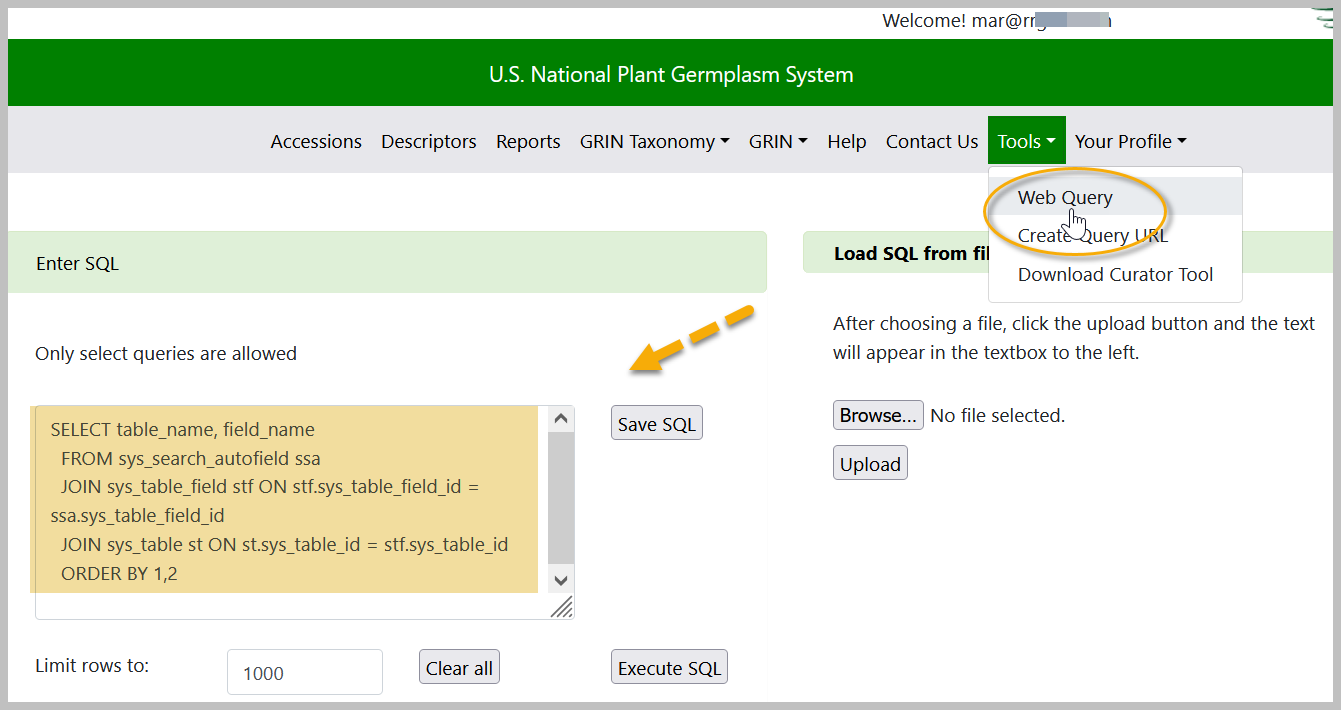 Welcome! mar@rrg
U.S. National Plant Germplasm System
Accessions Descriptors Reports GRIN Taxonomy GRIN Help Contact Us Tools Your Profile
Web Query
Create Query URL
Download Curator Tool
Enter SQL
Only select queries are allowed
SELECT table_name, field_name
FROM sys_search_autofield ssa
JOIN sys_table_field stf ON stf.sys_table_field_id =
ssa.sys_table_field_id
JOIN sys_table st ON st.sys_table_id = stf.sys_table_id
ORDER BY 1,2
Save SQL
Limit rows to:
1000
Clear all
Execute SQL
Load SQL from fil
After choosing a file, click the upload button and the text
will appear in the textbox to the left.
Browse... No file selected.
Upload